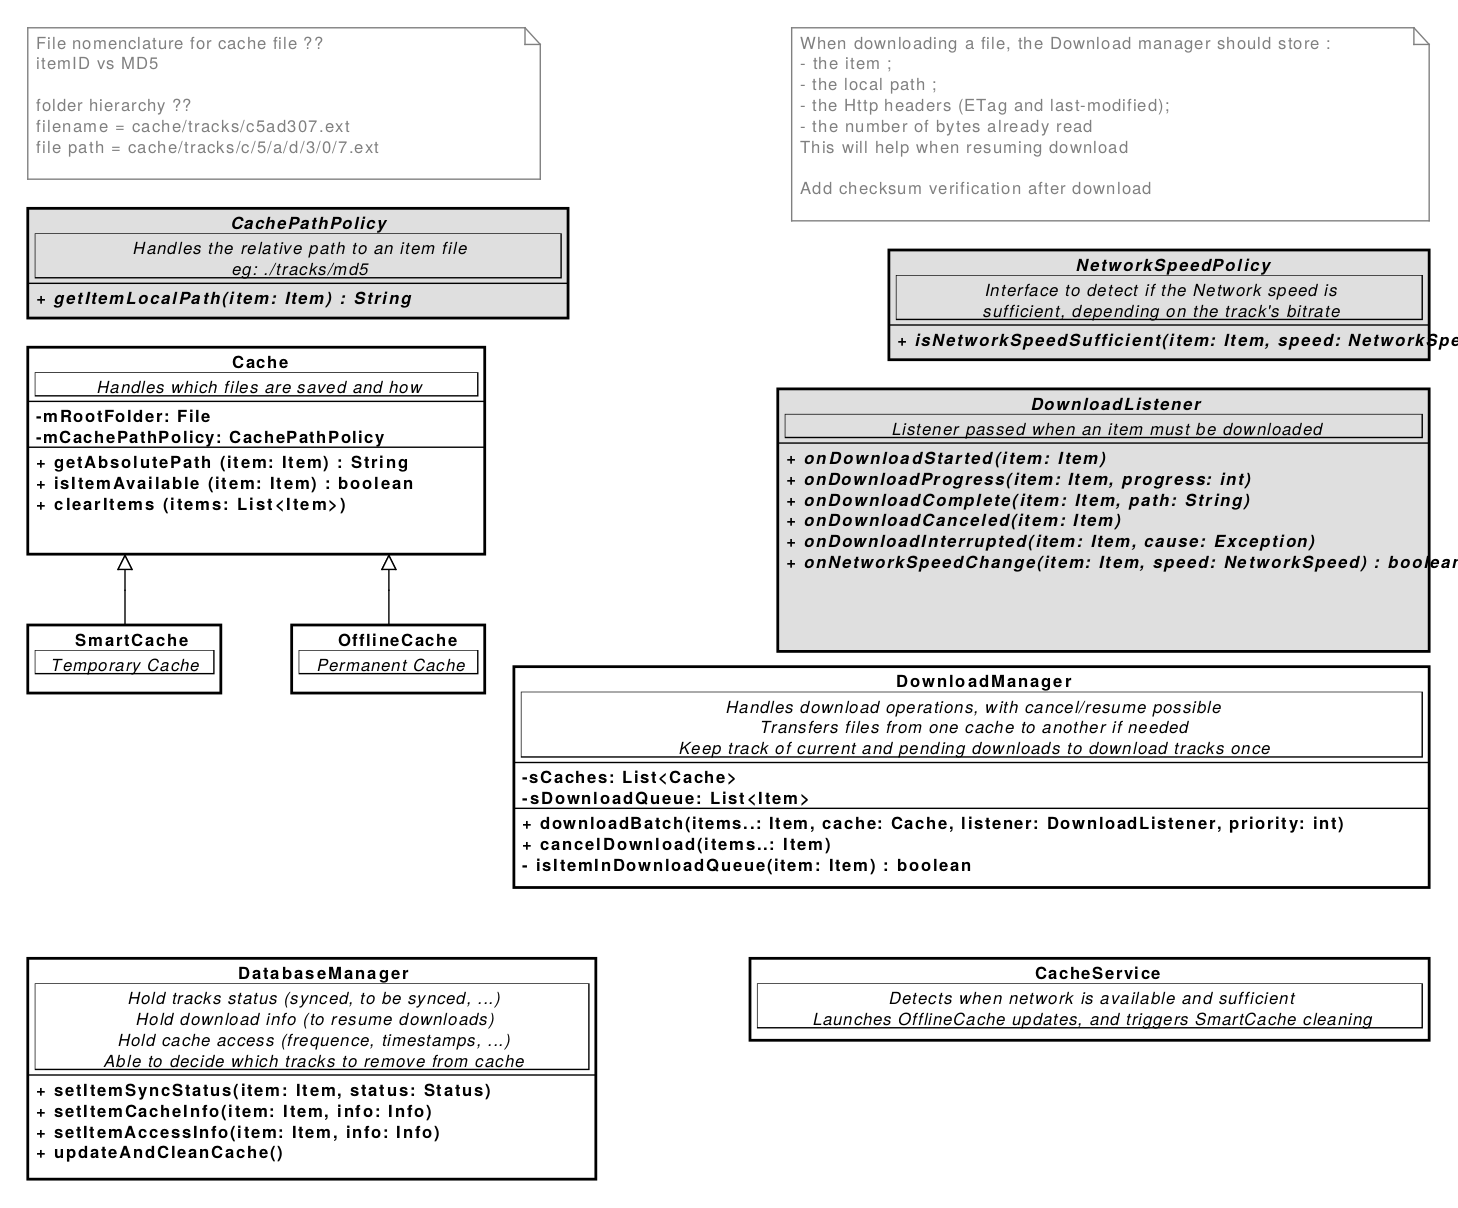 File nomenclature for cache file ??
itemID vs MD5
folder hierarchy ??
filename = cache/tracks/c5ad307.ext
file path = cache/tracks/c/5/a/d/3/0/7.ext
When downloading a file, the Download manager should store :
- the item ;
- the local path ;
- the Http headers (ETag and last-modified);
- the number of bytes already read
This will help when resuming download
Add checksum verification after download
CachePathPolicy
Handles the relative path to an item file
eg: ./tracks/md5
+ getItemLocalPath(item: Item) : String
NetworkSpeedPolicy
Interface to detect if the Network speed is
sufficient, depending on the track's bitrate
+ isNetworkSpeedSufficient(item: Item, speed: NetworkSpe
Cache
Handles which files are saved and how
-mRootFolder: File
-mCachePathPolicy: CachePathPolicy
+ getAbsolutePath (item: Item) : String
+ isItemAvailable (item: Item) : boolean
+ clearItems (items: List<Item>)
DownloadListener
Listener passed when an item must be downloaded
+ onDownloadStarted(item: Item)
+ onDownloadProgress(item: Item, progress: int)
+ onDownloadComplete(item: Item, path: String)
+ onDownloadCanceled(item: Item)
+ onDownloadInterrupted(item: Item, cause: Exception)
+ onNetworkSpeedChange(item: Item, speed: NetworkSpeed) : boolean
SmartCache
Temporary Cache
OfflineCache
Permanent Cache
DownloadManager
Handles download operations, with cancel/resume possible
Transfers files from one cache to another if needed
Keep track of current and pending downloads to download tracks once
-sCaches: List<Cache>
-sDownloadQueue: List<Item>
+ downloadBatch(items..: Item, cache: Cache, listener: DownloadListener, priority: int)
+ cancelDownload(items..: Item)
- isItemInDownloadQueue(item: Item) : boolean
DatabaseManager
Hold tracks status (synced, to be synced, ...)
Hold download info (to resume downloads)
Hold cache access (frequence, timestamps, ...)
Able to decide which tracks to remove from cache
+ setItemSyncStatus(item: Item, status: Status)
+ setItemCacheInfo(item: Item, info: Info)
+ setItemAccessInfo(item: Item, info: Info)
+ updateAndCleanCache()
CacheService
Detects when network is available and sufficient
Launches OfflineCache updates, and triggers SmartCache cleaning